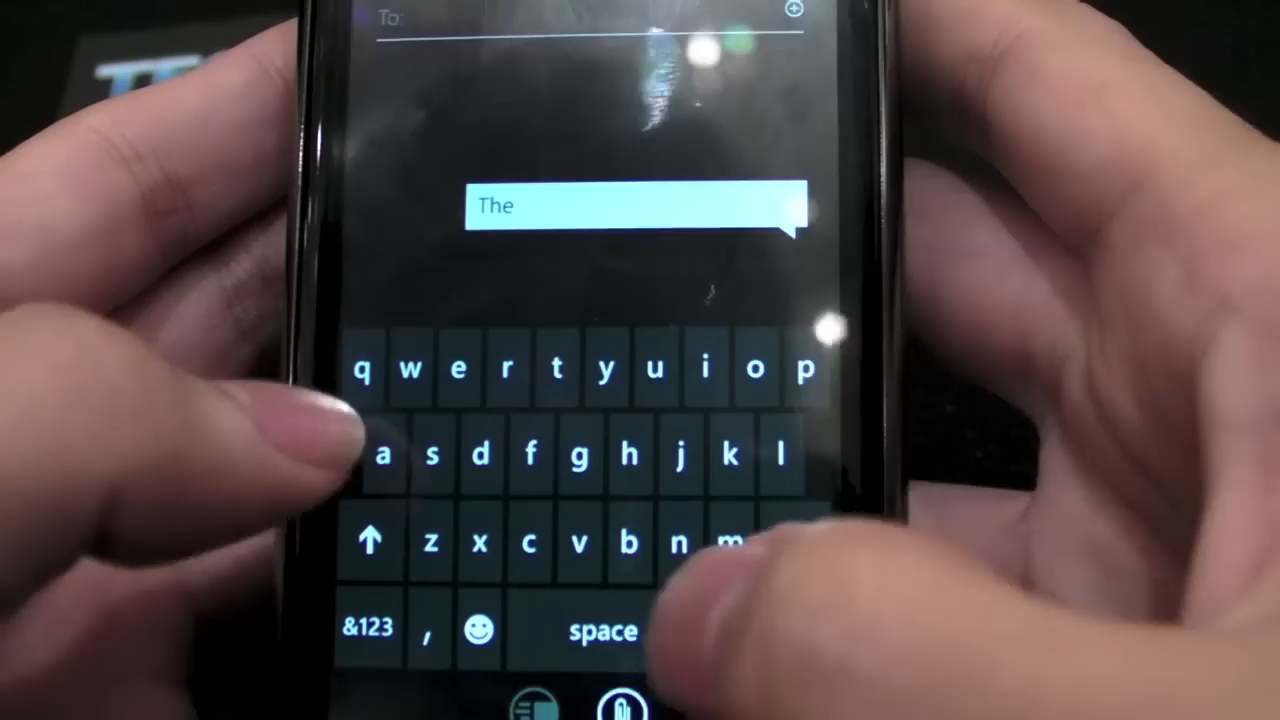 To:
The
q w e r t y u i o p
a s d f g h j k l
z x c v b n m
&123 , space